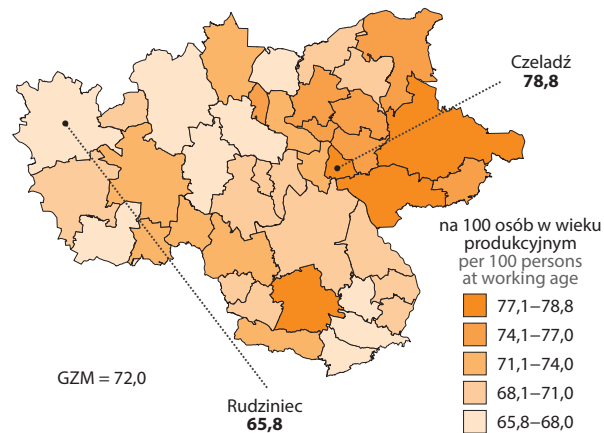 Czeladź
78,8
na 100 osób w wieku
produkcyjnym
per 100 persons
at working age
77,1–78,8
74,1–77,0
71,1–74,0
68,1–71,0
65,8–68,0
GZM = 72,0
Rudziniec
65,8